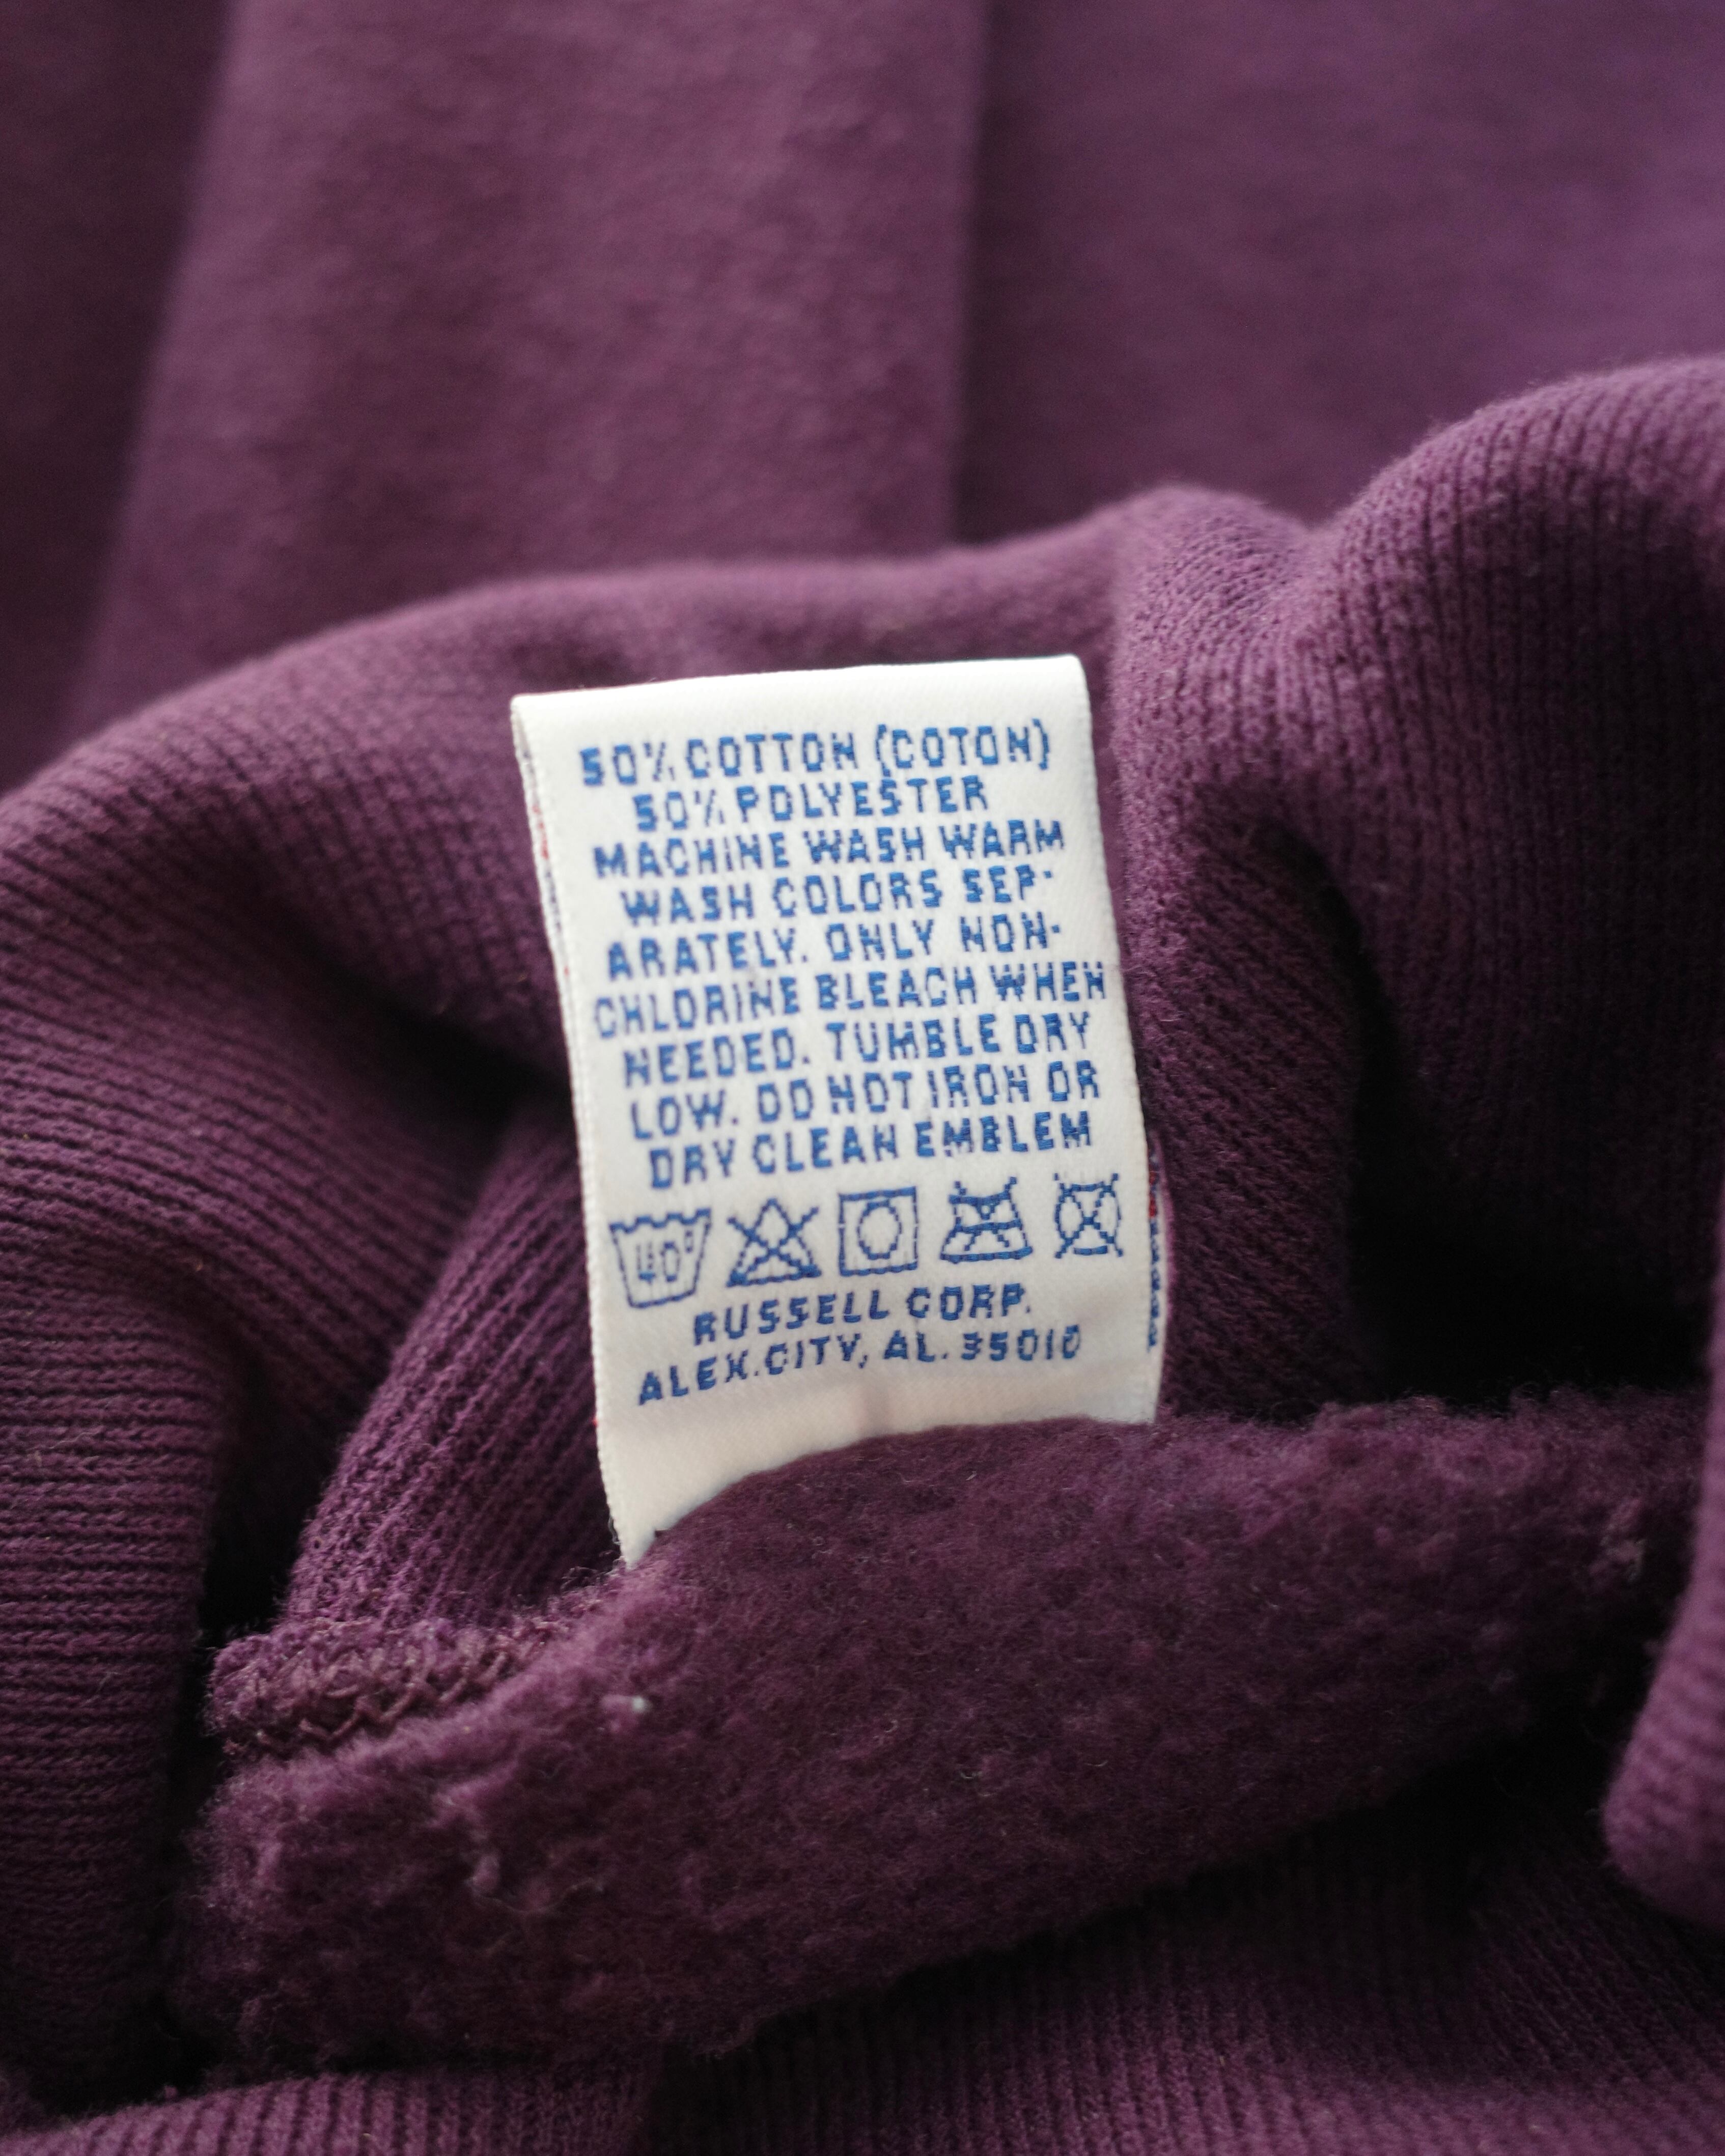 50% COTTON (COTON)
50% POLYESTER
MACHINE WASH WARM
WASH COLORS SEP-
ARATELY. ONLY NON-
CHLORINE BLEACH WHEN
NEEDED. TUMBLE DRY
LOW. DO NOT IRON OR
DRY CLEAN EMBLEM
40°
RUSSELL CORP.
ALEX.CITY, AL. 35010